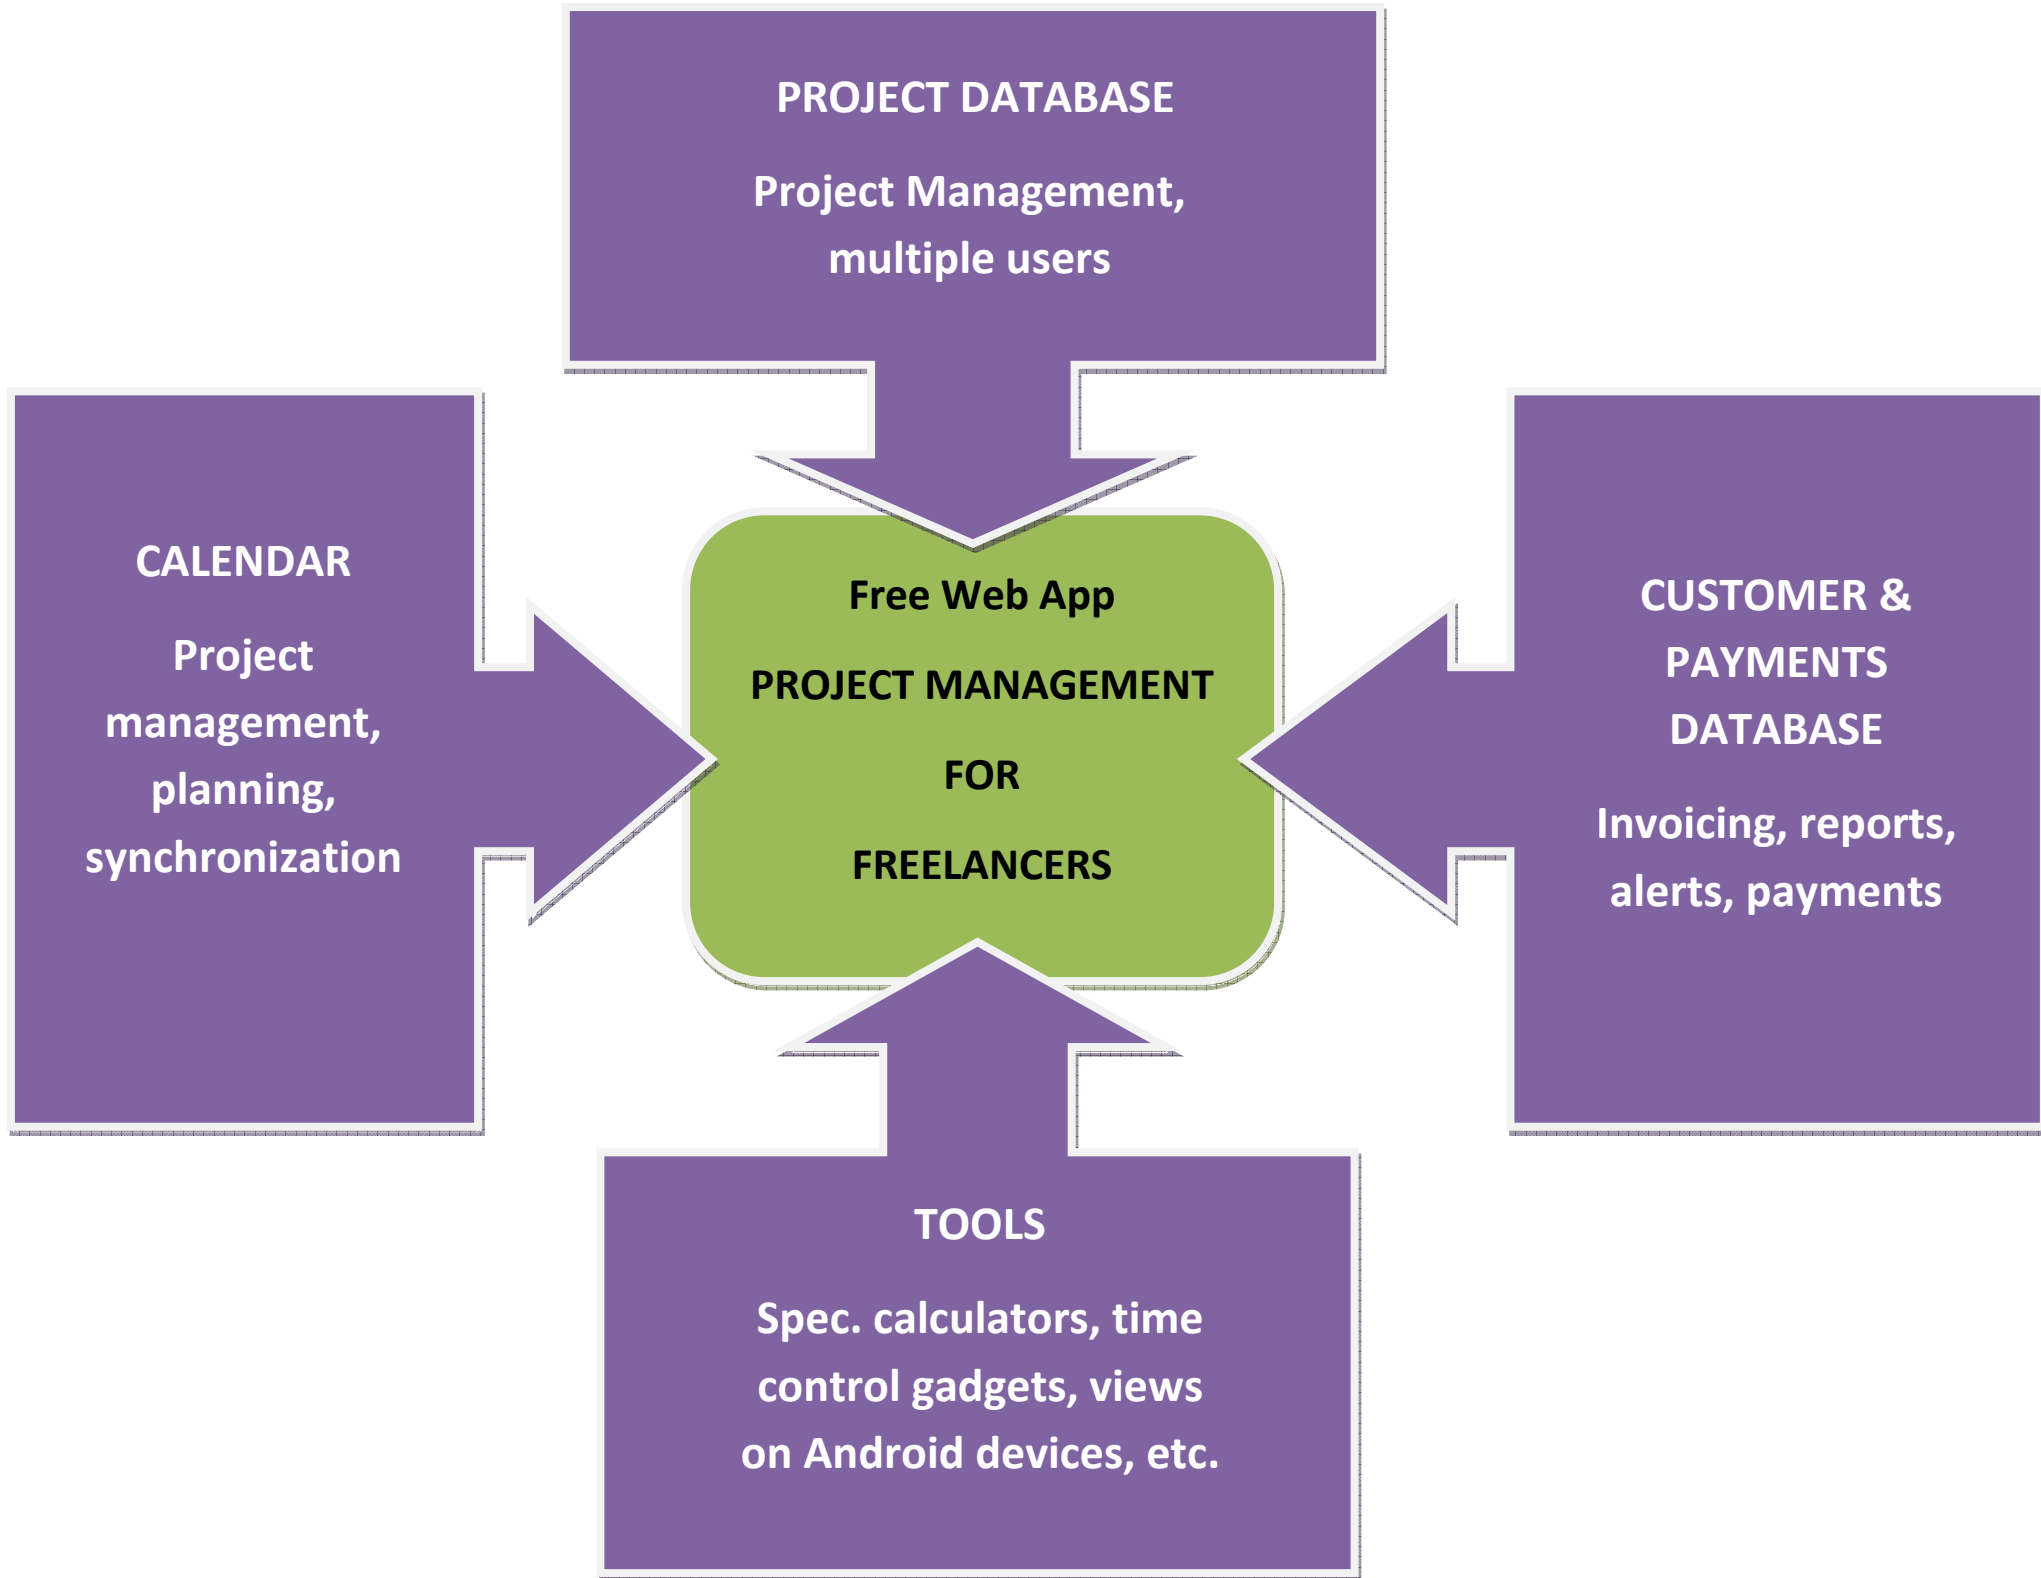 PROJECT DATABASE
Project Management,
multiple users
CALENDAR
Project
management,
planning,
synchronization
Free Web App
PROJECT MANAGEMENT
FOR
FREELANCERS
CUSTOMER &
PAYMENTS
DATABASE
Invoicing, reports,
alerts, payments
TOOLS
Spec. calculators, time
control gadgets, views
on Android devices, etc.